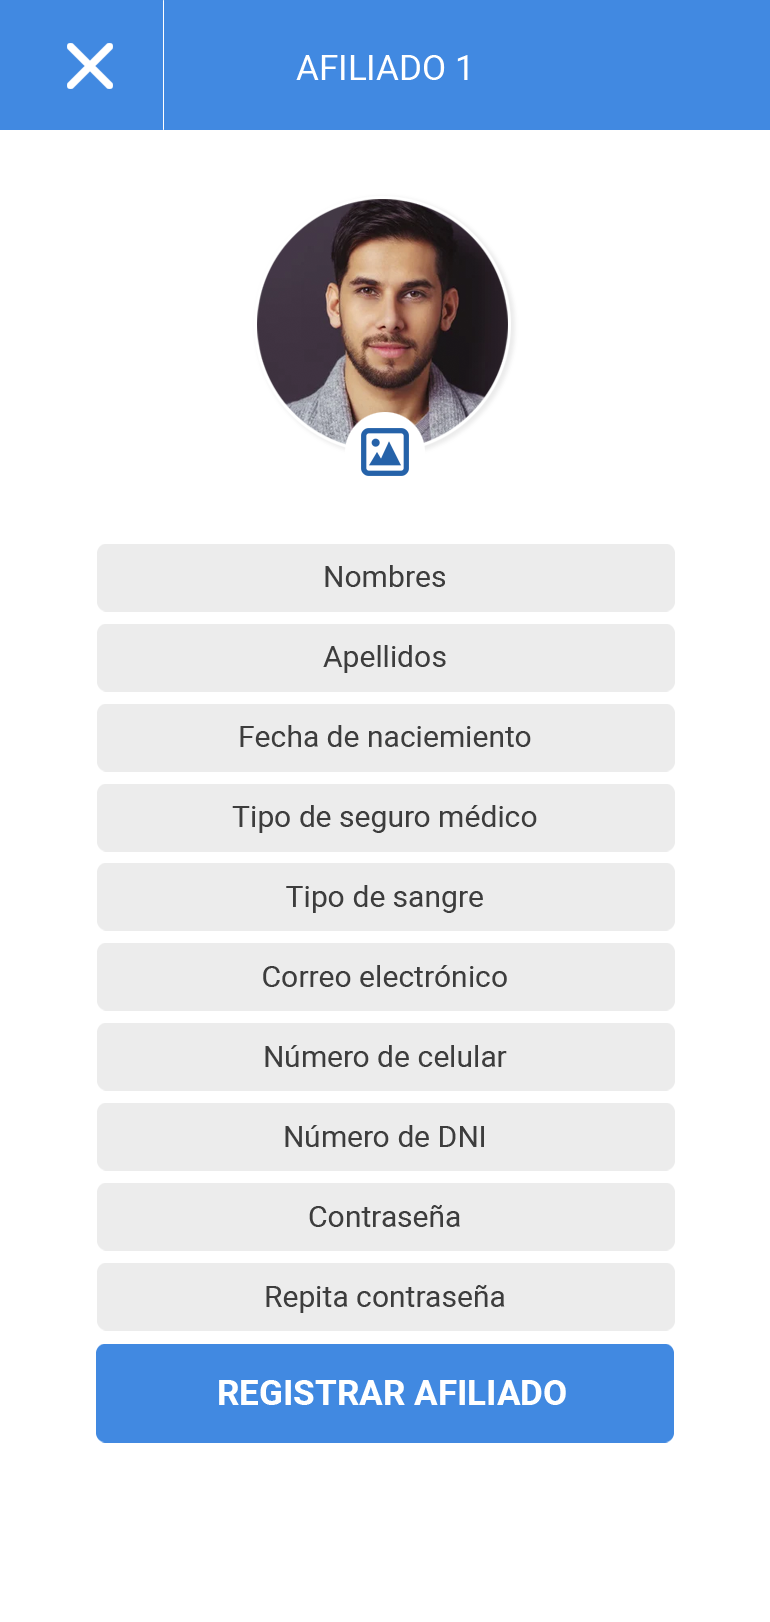 AFILIADO 1
Nombres
Apellidos
Fecha de naciemiento
Tipo de seguro médico
Tipo de sangre
Correo electrónico
Número de celular
Número de DNI
Contraseña
Repita contraseña
REGISTRAR AFILIADO